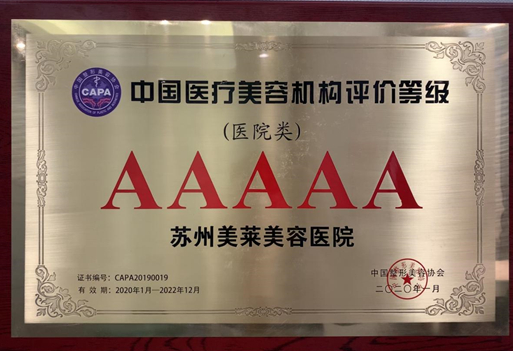 CAPA
中国医疗美容机构评价等级
(医院类)
AAAAA
苏州美莱美容医院
证书编号：CAPA20190019
有 效 期：2020年1月—2022年12月
中国整形美容协会
二〇二〇年一月